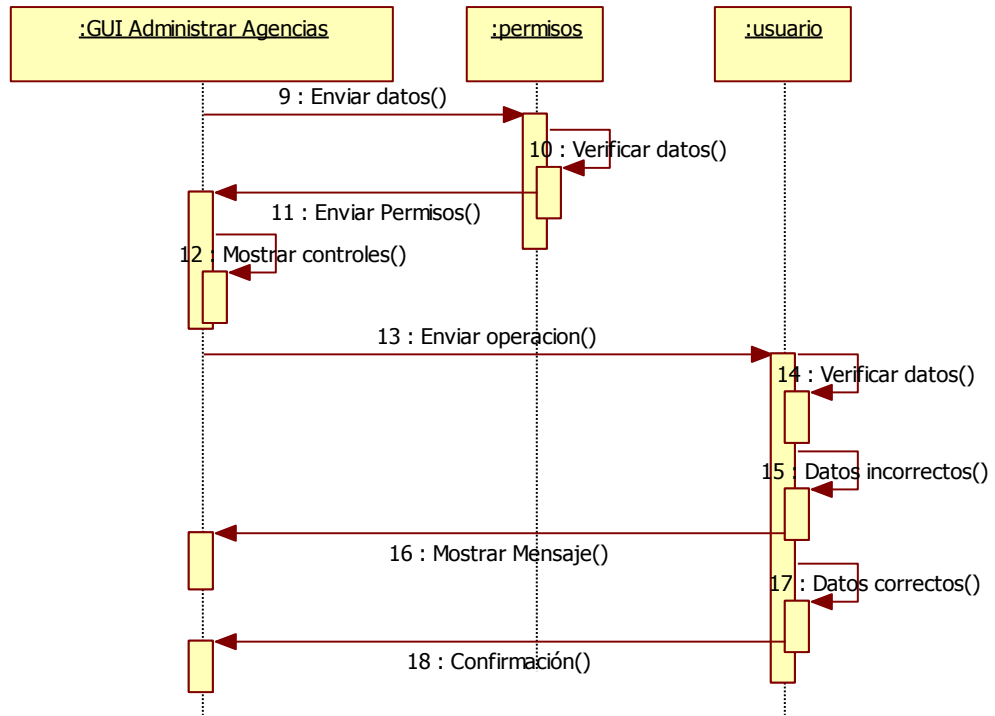 :GUI Administrar Agencias
:permisos
:usuario
9 : Enviar datos()
10 : Verificar datos()
11 : Enviar Permisos()
12 : Mostrar controles()
13 : Enviar operacion()
14 : Verificar datos()
15 : Datos incorrectos()
16 : Mostrar Mensaje()
17 : Datos correctos()
18 : Confirmación()